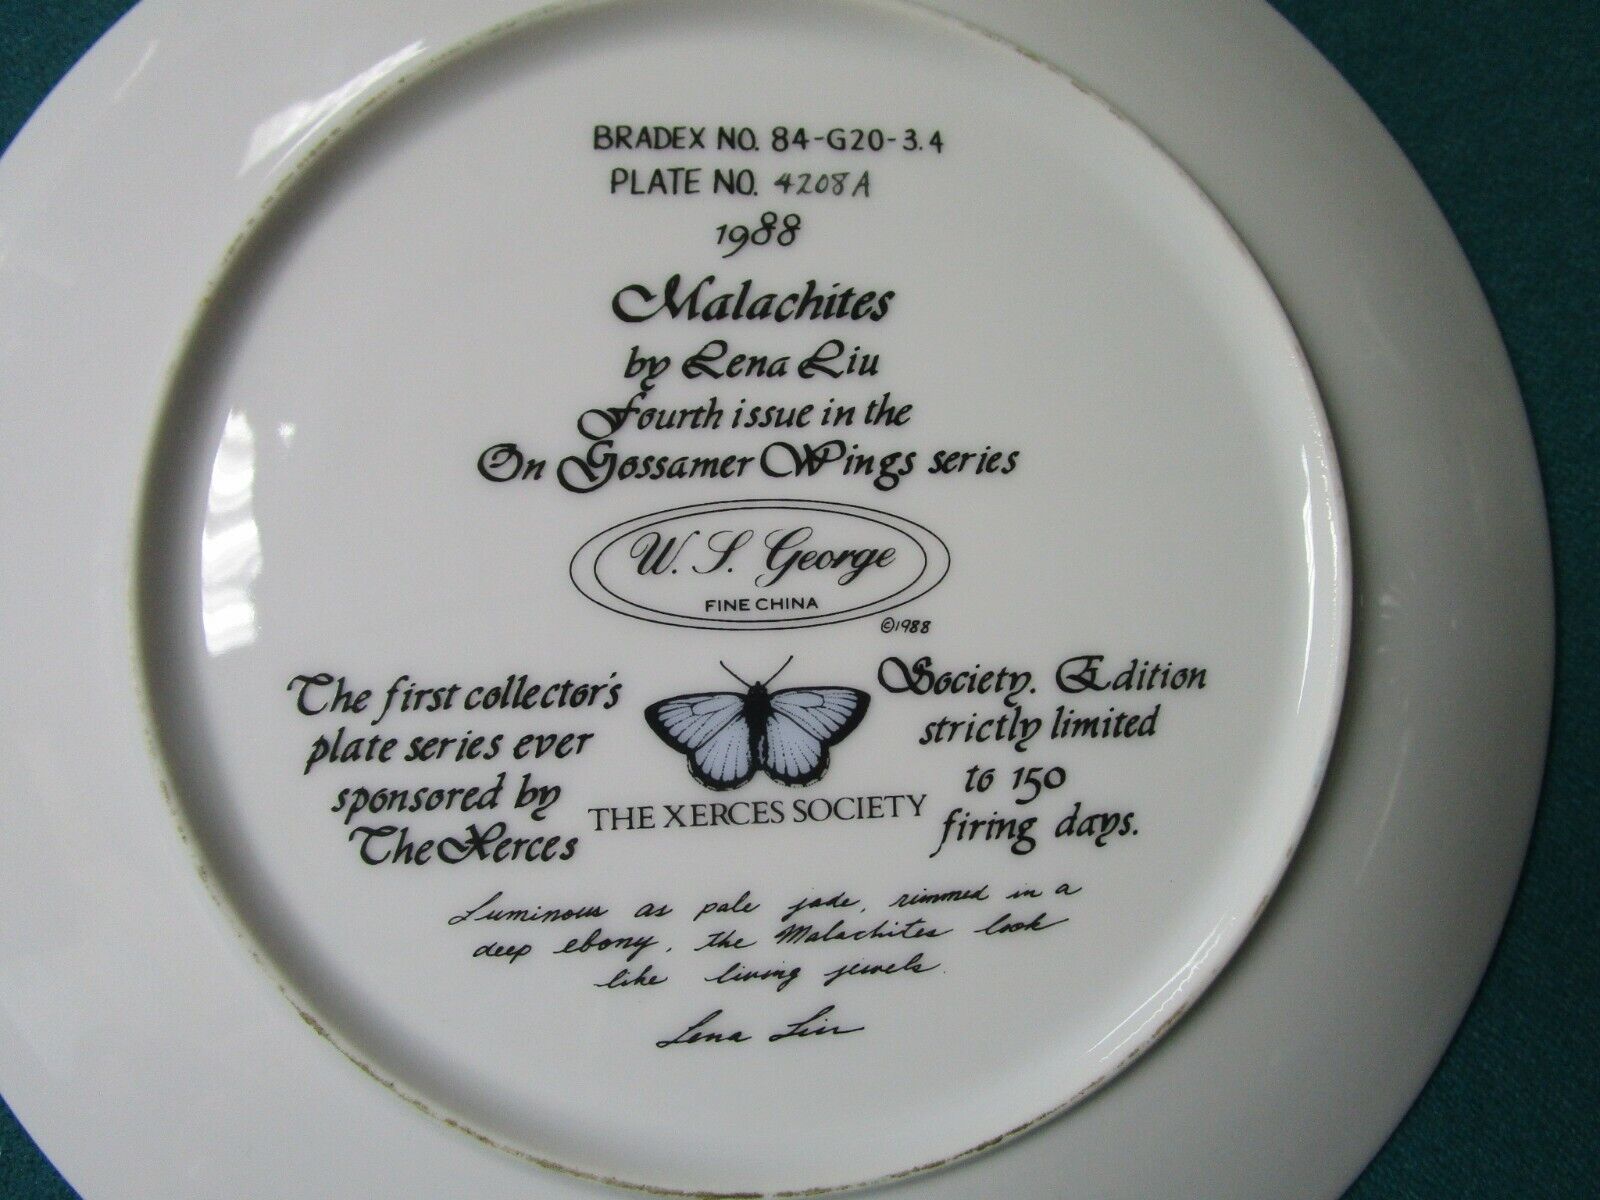 BRADEX NO. 84-G20-3.4
PLATE NO. 4208A
1988
Malachites
by Lena Liu
Fourth issue in the
On Gossamer Wings series
W. S. George
FINE CHINA
©1988
The first collector's
plate series ever
sponsored by
The Xerces
THE XERCES SOCIETY
Society. Edition
strictly limited
to 150
firing days.
Luminous as pale jade, rimmed in a
deep ebony, the Malachites look
like living jewels.
Lena Liu